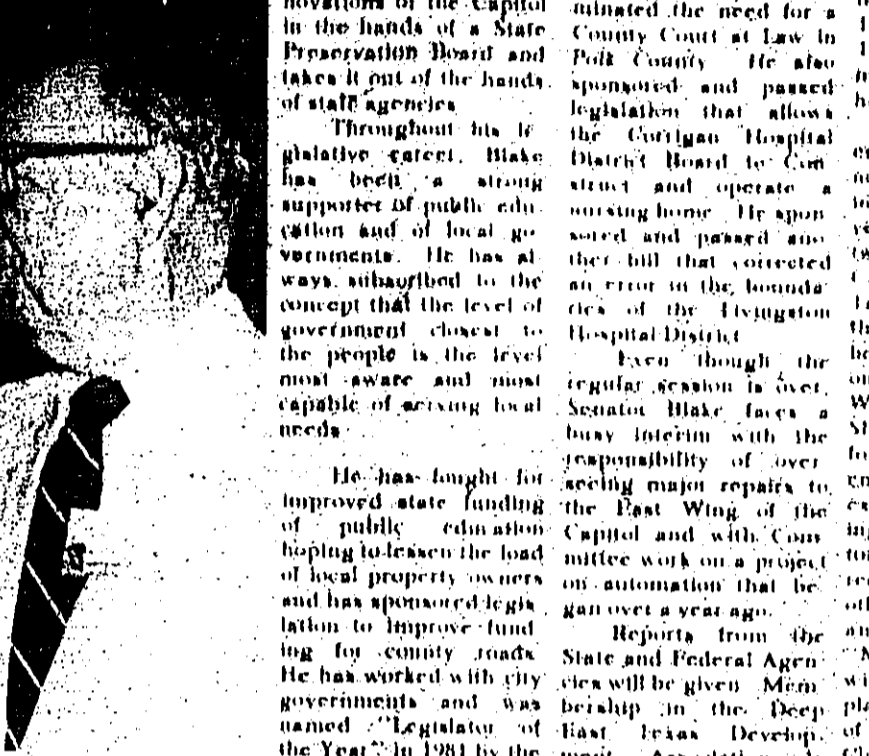 novations of the Capitol
in the hands of a State
Preservation Board and
takes it out of the hands
of state agencies
Throughout his le
gislative career, Blake
has been a strong
supporter of public edu
cation and of local go
vernments. He has al
ways subscribed to the
concept that the level of
government closest to
the people is the level
most aware and most
capable of serving local
needs
He has fought for
improved state funding
of public education
hoping to lessen the load
of local property owners
and has sponsored legis
lation to improve fund
ing for county roads
He has worked with city
governments and was
named "Legislator of
the Year" in 1981 by the
minated the need for a
County Court at Law in
Polk County He also
sponsored and passed
legislation that allows
the Corrigan Hospital
District Board to Con
struct and operate a
nursing home He spon
sored and passed ano
ther bill that corrected
an error in the bounda
ries of the Livingston
Hospital District
Even though the
regular session is over,
Senator Blake faces a
busy interim with the
responsibility of over
seeing major repairs to
the East Wing of the
Capitol and with Com
mittee work on a project
on automation that be
gan over a year ago.
Reports from the
State and Federal Agen
cies will be given Mem
bership in the Deep
East Texas Develop